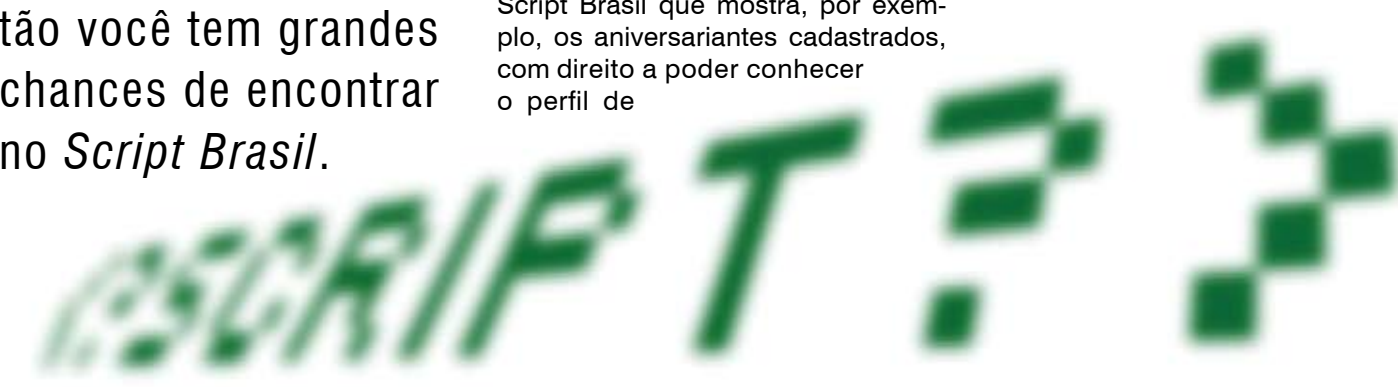 tão você tem grandes
chances de encontrar
no Script Brasil.
Script Brasil que mostra, por exem-
plo, os aniversariantes cadastrados,
com direito a poder conhecer
o perfil de
<?SCRIPT?>